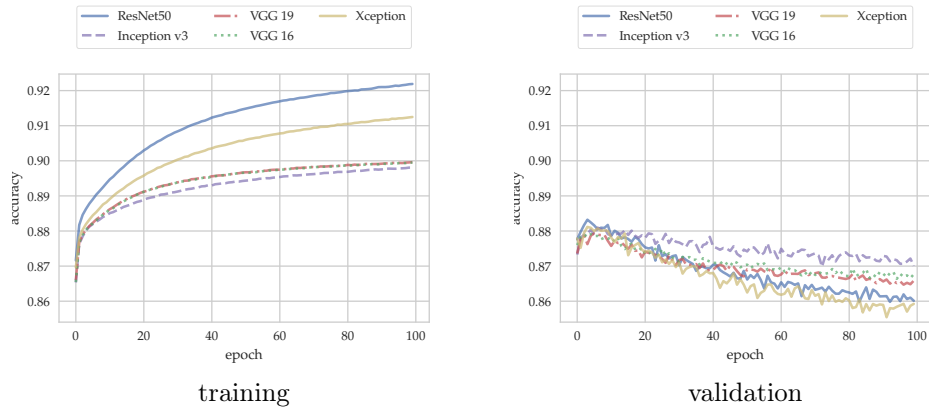 ResNet50 VGG 19 Xception
Inception v3 VGG 16
0.92
0.91
0.90
0.89
0.88
0.87
0.86
accuracy
0 20 40 60 80 100
epoch
training
ResNet50 VGG 19 Xception
Inception v3 VGG 16
0.92
0.91
0.90
0.89
0.88
0.87
0.86
accuracy
0 20 40 60 80 100
epoch
validation